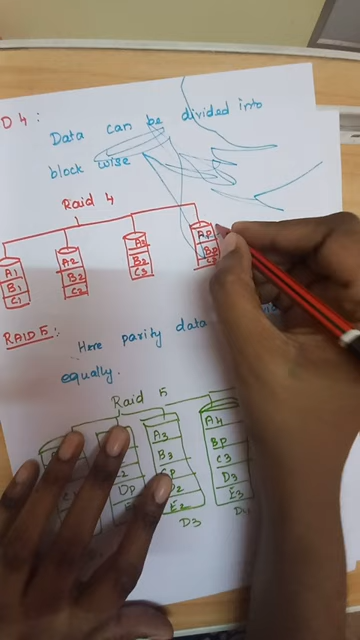 D 4 :
Data can be divided into
block wise
Raid 4
A1 A2 A3 Ap
B1 B2 B2 Bp
C1 C2 C3
RAID 5 :
Here parity data
equally.
Raid 5
A3 A4
B3 Bp
Cp C3
Dp D2 D3
E2 E3
D3